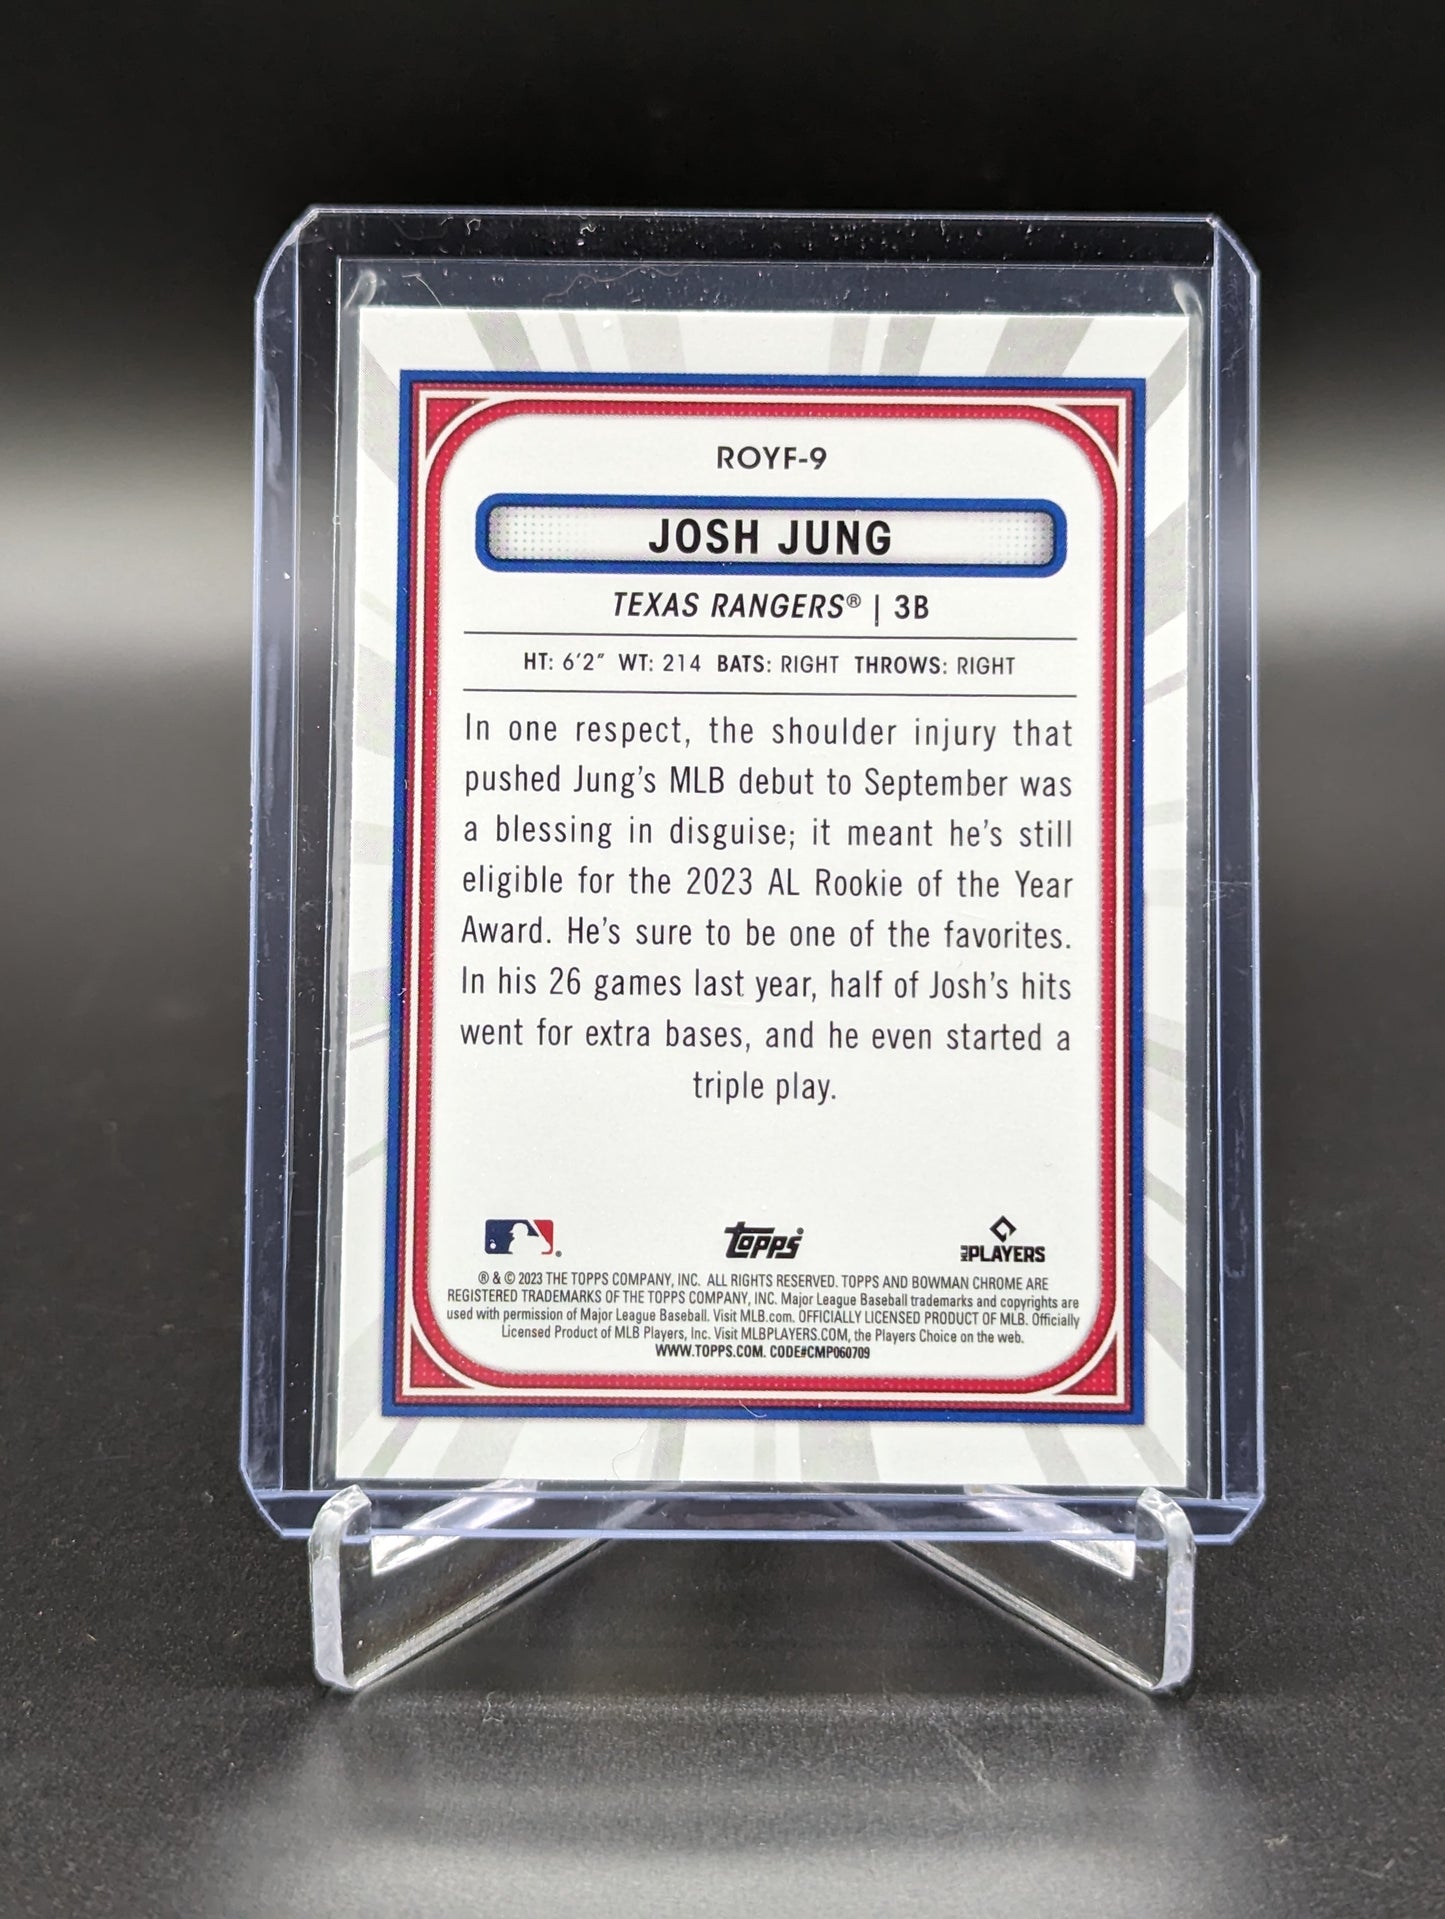 ROYF-9
JOSH JUNG
TEXAS RANGERS® | 3B
HT: 6'2" WT: 214 BATS: RIGHT THROWS: RIGHT
In one respect, the shoulder injury that
pushed Jung's MLB debut to September was
a blessing in disguise; it meant he's still
eligible for the 2023 AL Rookie of the Year
Award. He's sure to be one of the favorites.
In his 26 games last year, half of Josh's hits
went for extra bases, and he even started a
triple play.
® topps MLB PLAYERS
® & © 2023 THE TOPPS COMPANY, INC. ALL RIGHTS RESERVED. TOPPS AND BOWMAN CHROME ARE
REGISTERED TRADEMARKS OF THE TOPPS COMPANY, INC. Major League Baseball trademarks and copyrights are
used with permission of Major League Baseball. Visit MLB.com. OFFICIALLY LICENSED PRODUCT OF MLB. Officially
Licensed Product of MLB Players, Inc. Visit MLBPLAYERS.COM, the Players Choice on the web.
WWW.TOPPS.COM. CODE#CMP060709